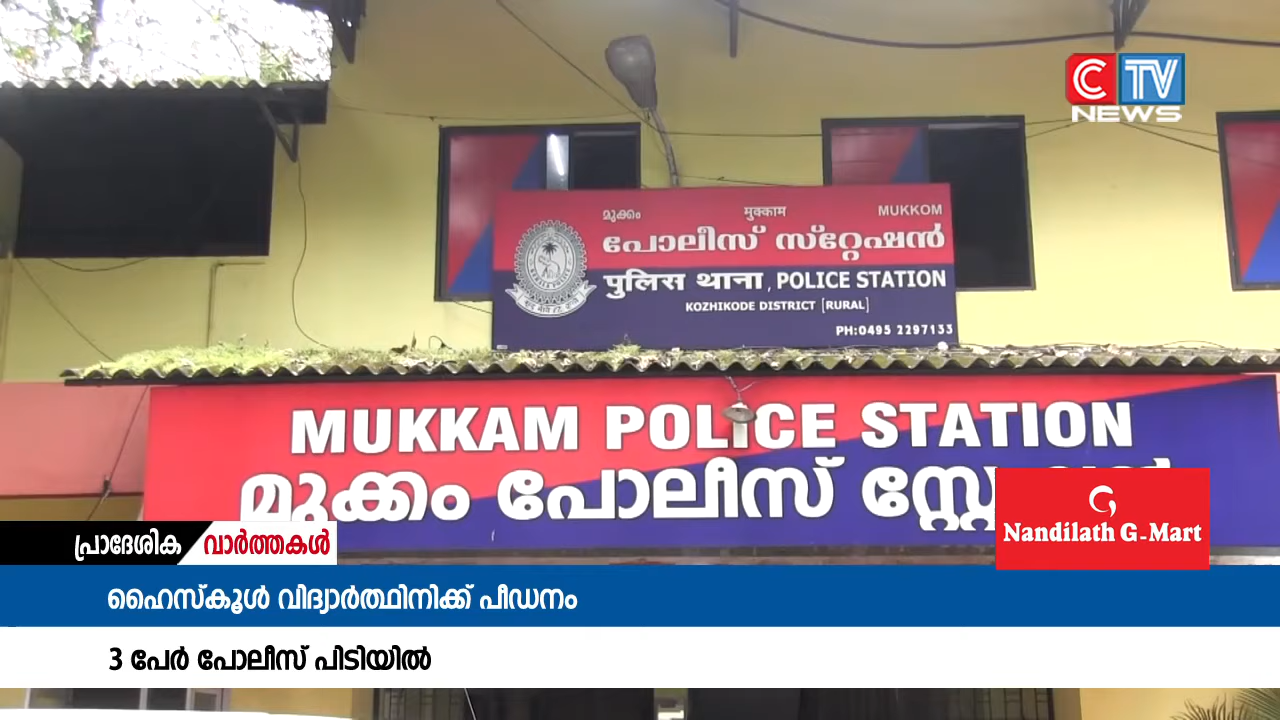 C TV
NEWS
മുക്കം मुक्काम MUKKOM
പോലീസ് സ്റ്റേഷൻ
पुलिस थाना, POLICE STATION
KOZHIKODE DISTRICT [RURAL]
PH:0495 2297133
MUKKAM POLICE STATION
മുക്കം പോലീസ്
Nandilath G-Mart
പ്രാദേശിക വാർത്തകൾ
ഹൈസ്കൂൾ വിദ്യാർത്ഥിനിക്ക് പീഡനം
3 പേർ പോലീസ് പിടിയിൽ